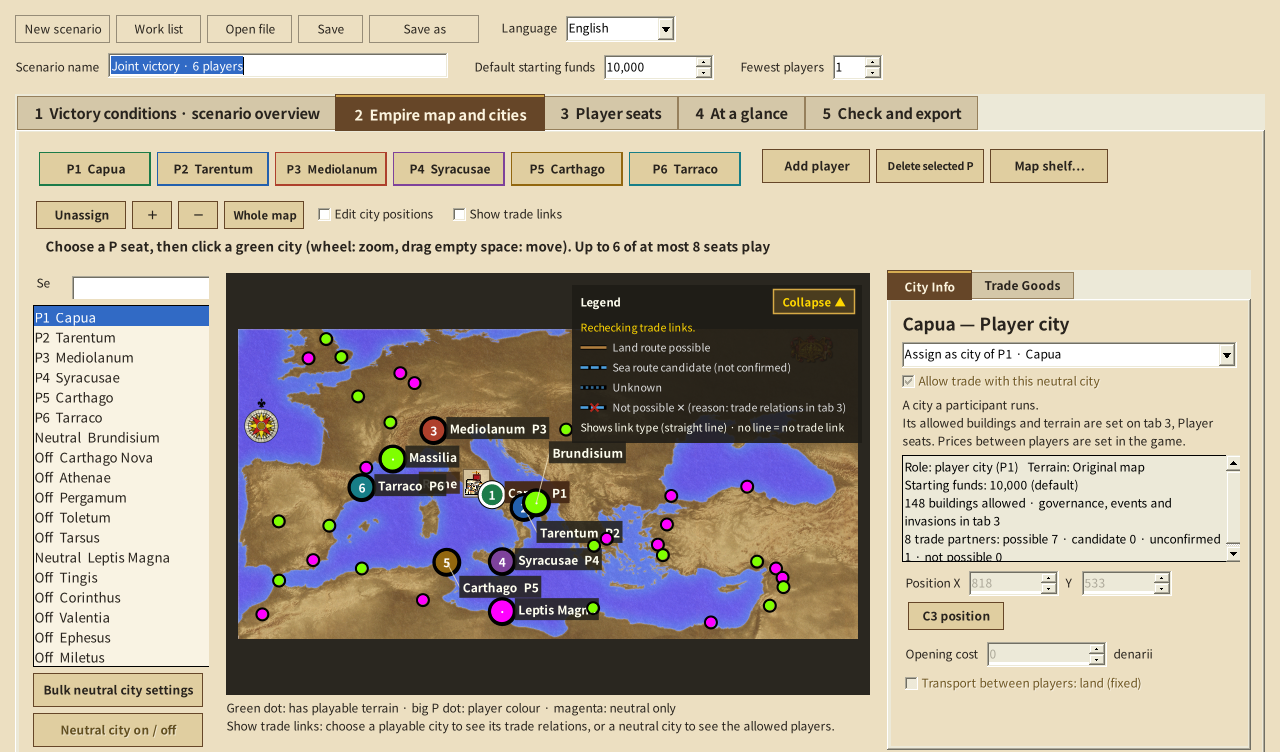 New scenario
Work list
Open file
Save
Save as
Language
English
Scenario name
Joint victory · 6 players
Default starting funds
10,000
Fewest players
1
1 Victory conditions · scenario overview
2 Empire map and cities
3 Player seats
4 At a glance
5 Check and export
P1 Capua
P2 Tarentum
P3 Mediolanum
P4 Syracusae
P5 Carthago
P6 Tarraco
Add player
Delete selected P
Map shelf…
Unassign
+
−
Whole map
Edit city positions
Show trade links
Choose a P seat, then click a green city (wheel: zoom, drag empty space: move). Up to 6 of at most 8 seats play
Se
P1 Capua
P2 Tarentum
P3 Mediolanum
P4 Syracusae
P5 Carthago
P6 Tarraco
Neutral Brundisium
Off Carthago Nova
Off Athenae
Off Pergamum
Off Toletum
Off Tarsus
Neutral Leptis Magna
Off Tingis
Off Corinthus
Off Valentia
Off Ephesus
Off Miletus
Bulk neutral city settings
Neutral city on / off
Legend
Collapse ▲
Rechecking trade links.
Land route possible
Sea route candidate (not confirmed)
Unknown
Not possible × (reason: trade relations in tab 3)
Shows link type (straight line) · no line = no trade link
3
Mediolanum P3
Brundisium
Massilia
6
Tarraco P6
1
P1
Tarentum P2
5
4
Syracusae P4
Carthago P5
Leptis Magna
Green dot: has playable terrain · big P dot: player colour · magenta: neutral only
Show trade links: choose a playable city to see its trade relations, or a neutral city to see the allowed players.
City Info
Trade Goods
Capua — Player city
Assign as city of P1 · Capua
Allow trade with this neutral city
A city a participant runs.
Its allowed buildings and terrain are set on tab 3, Player
seats. Prices between players are set in the game.
Role: player city (P1) Terrain: Original map
Starting funds: 10,000 (default)
148 buildings allowed · governance, events and
invasions in tab 3
8 trade partners: possible 7 · candidate 0 · unconfirmed
1 · not possible 0
Position X
818
Y
533
C3 position
Opening cost
0
denarii
Transport between players: land (fixed)